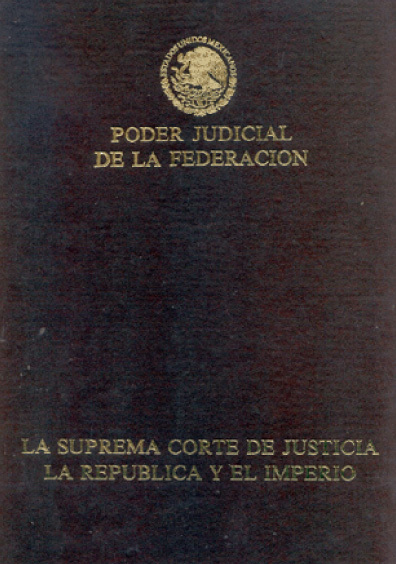 ESTADOS UNIDOS MEXICANOS
PODER JUDICIAL
DE LA FEDERACION
LA SUPREMA CORTE DE JUSTICIA
LA REPUBLICA Y EL IMPERIO